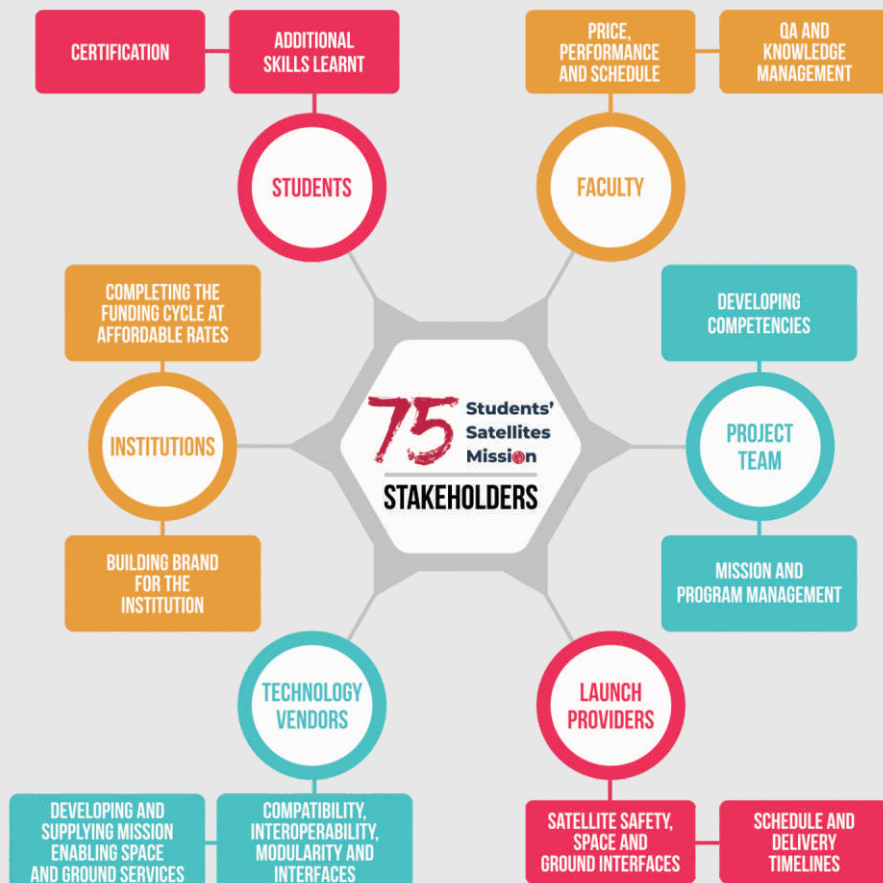 CERTIFICATION
ADDITIONAL
SKILLS LEARNT
STUDENTS
PRICE,
PERFORMANCE
AND SCHEDULE
QA AND
KNOWLEDGE
MANAGEMENT
FACULTY
COMPLETING THE
FUNDING CYCLE AT
AFFORDABLE RATES
INSTITUTIONS
BUILDING BRAND
FOR THE
INSTITUTION
75 Students'
Satellites
Mission
STAKEHOLDERS
DEVELOPING
COMPETENCIES
PROJECT
TEAM
MISSION AND
PROGRAM MANAGEMENT
TECHNOLOGY
VENDORS
DEVELOPING AND
SUPPLYING MISSION
ENABLING SPACE
AND GROUND SERVICES
COMPATIBILITY,
INTEROPERABILITY,
MODULARITY AND
INTERFACES
LAUNCH
PROVIDERS
SATELLITE SAFETY,
SPACE AND
GROUND INTERFACES
SCHEDULE AND
DELIVERY
TIMELINES